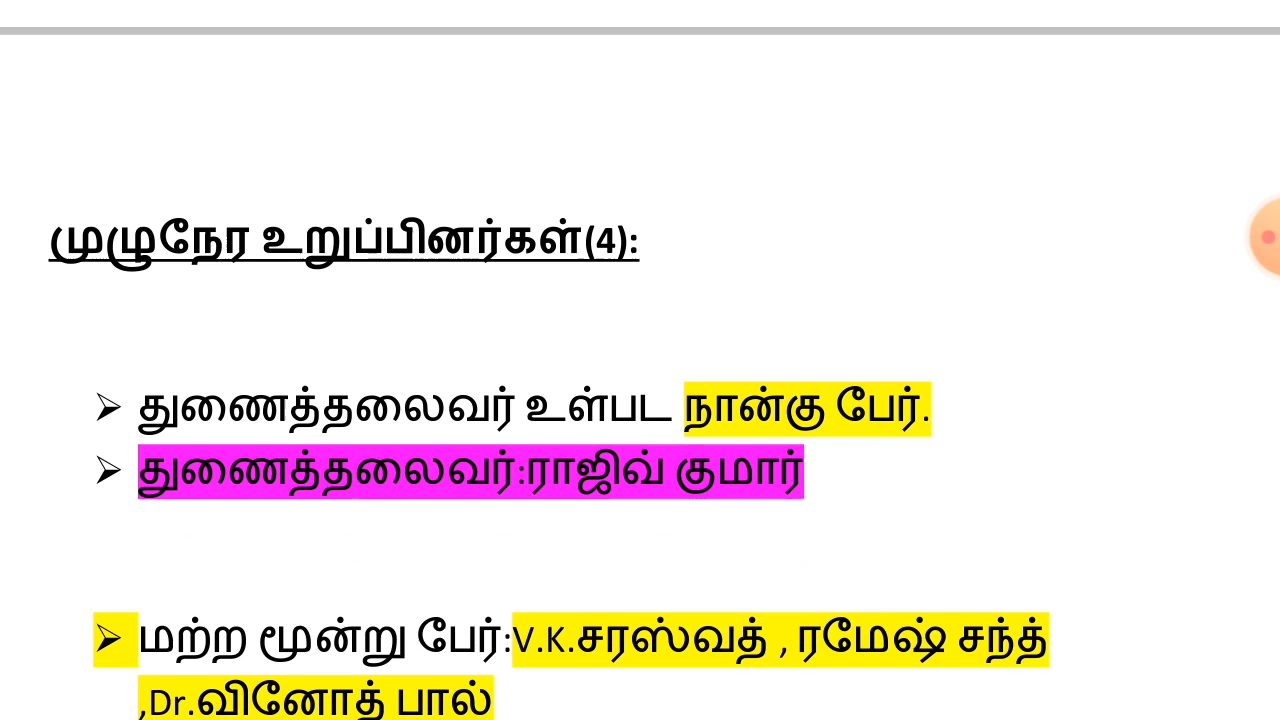 முழுநேர உறுப்பினர்கள்(4):
➢ துணைத்தலைவர் உள்பட நான்கு பேர்.
➢ துணைத்தலைவர்:ராஜிவ் குமார்
➢ மற்ற மூன்று பேர்:V.K.சரஸ்வத் , ரமேஷ் சந்த்
,Dr.வினோத் பால்